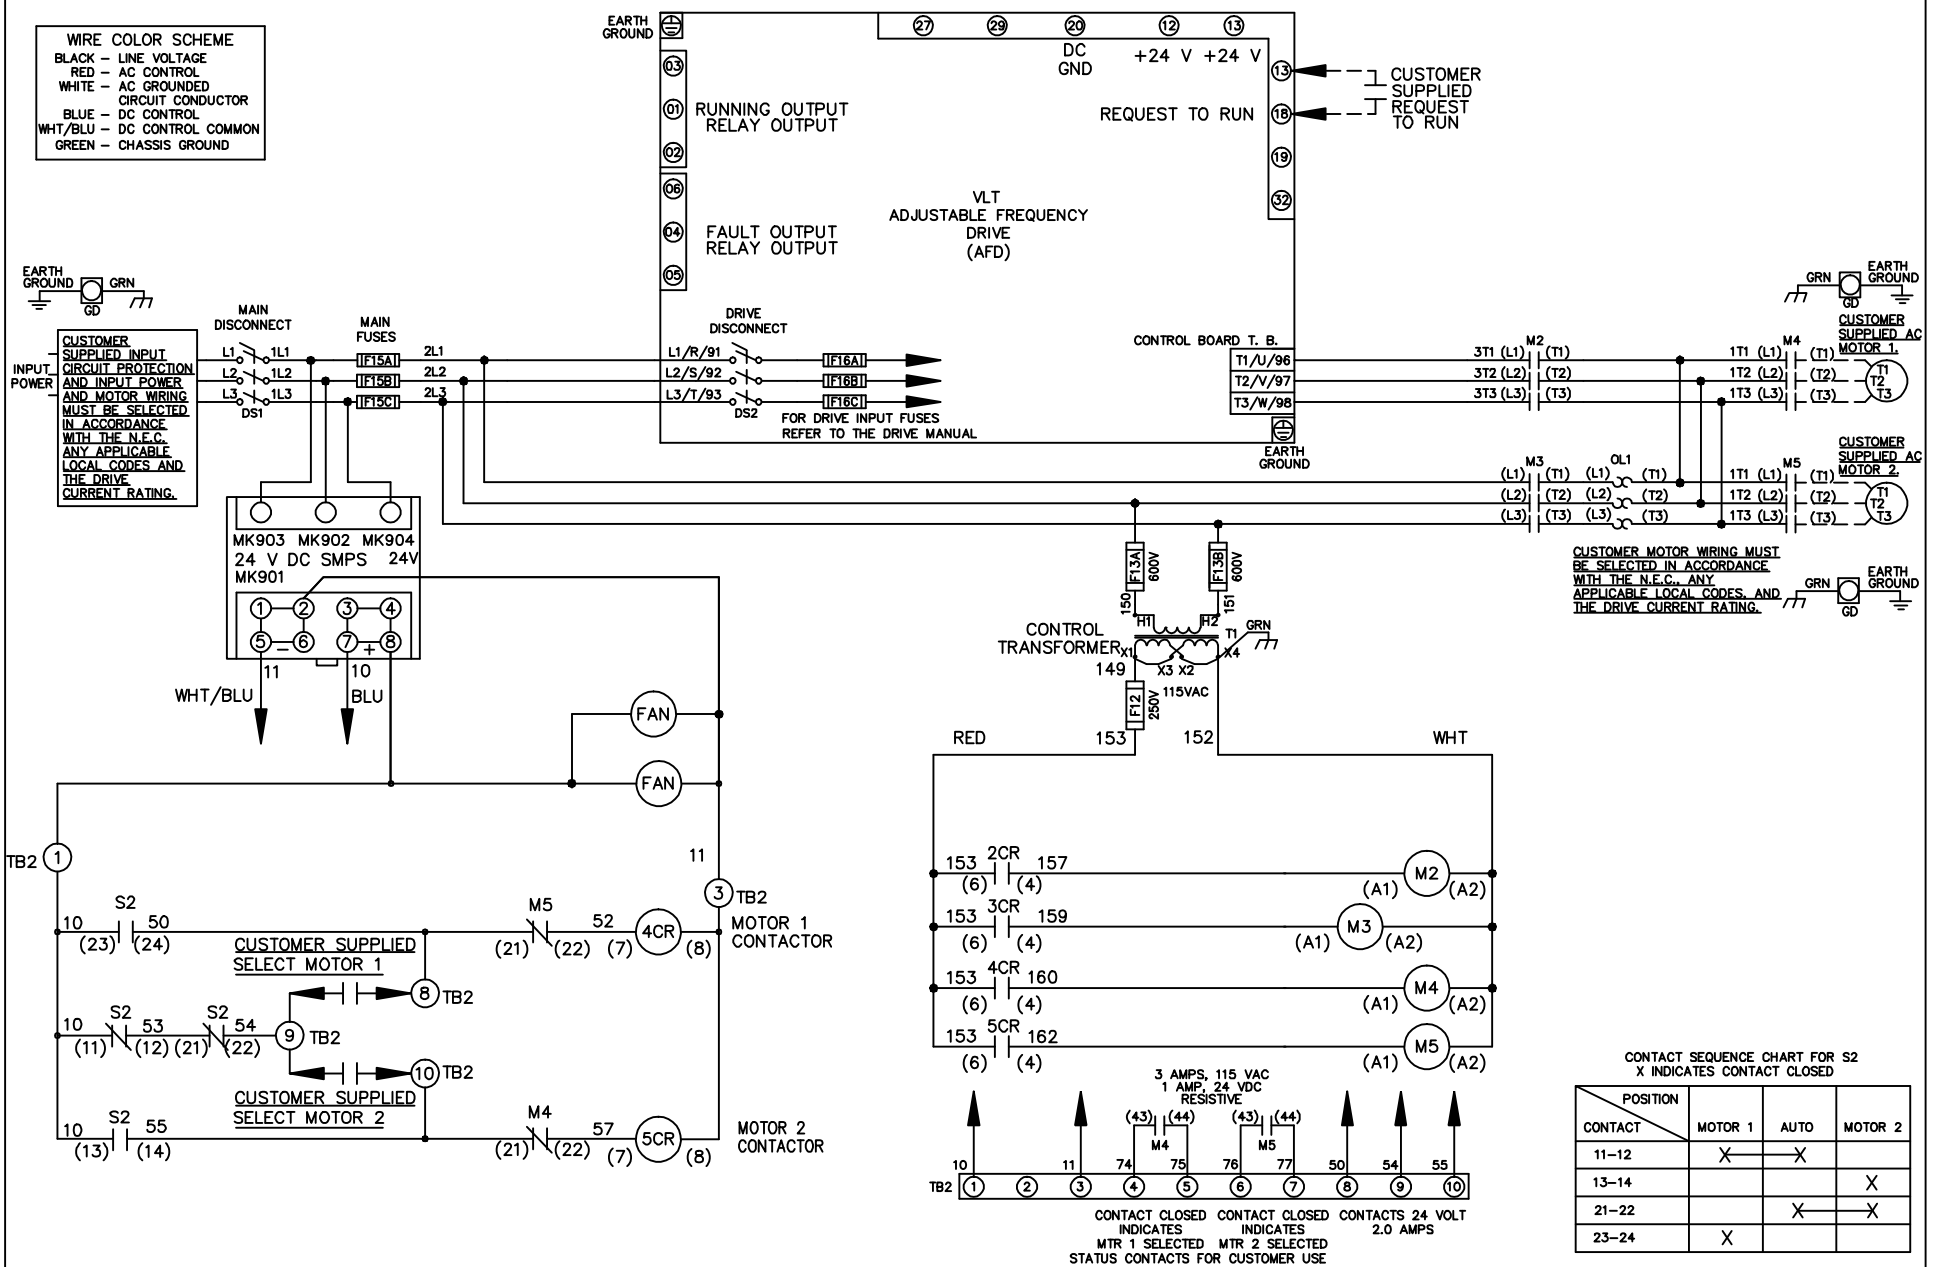 WIRE COLOR SCHEME
BLACK – LINE VOLTAGE
RED – AC CONTROL
WHITE – AC GROUNDED
CIRCUIT CONDUCTOR
BLUE – DC CONTROL
WHT/BLU – DC CONTROL COMMON
GREEN – CHASSIS GROUND
EARTH
GROUND
27 29 20 12 13
DC
GND
+24 V +24 V
03
01
02
RUNNING OUTPUT
RELAY OUTPUT
06
04
05
FAULT OUTPUT
RELAY OUTPUT
13
18
19
32
REQUEST TO RUN
CUSTOMER
SUPPLIED
REQUEST
TO RUN
VLT
ADJUSTABLE FREQUENCY
DRIVE
(AFD)
EARTH
GROUND
GRN
GD
INPUT
POWER
CUSTOMER
SUPPLIED INPUT
CIRCUIT PROTECTION
AND INPUT POWER
AND MOTOR WIRING
MUST BE SELECTED
IN ACCORDANCE
WITH THE N.E.C.
ANY APPLICABLE
LOCAL CODES AND
THE DRIVE
CURRENT RATING.
MAIN
DISCONNECT
L1 1L1
L2 1L2
L3 1L3
DS1
MAIN
FUSES
F15A
F15B
F15C
2L1
2L2
2L3
DRIVE
DISCONNECT
L1/R/91
L2/S/92
L3/T/93
DS2
F16A
F16B
F16C
FOR DRIVE INPUT FUSES
REFER TO THE DRIVE MANUAL
CONTROL BOARD T. B.
T1/U/96
T2/V/97
T3/W/98
EARTH
GROUND
M2
3T1 (L1) (T1)
3T2 (L2) (T2)
3T3 (L3) (T3)
M4
1T1 (L1) (T1)
1T2 (L2) (T2)
1T3 (L3) (T3)
T1
T2
T3
GRN
GD
EARTH
GROUND
CUSTOMER
SUPPLIED AC
MOTOR 1.
M3 OL1
(L1) (T1) (L1) (T1)
(L2) (T2) (L2) (T2)
(L3) (T3) (L3) (T3)
M5
1T1 (L1) (T1)
1T2 (L2) (T2)
1T3 (L3) (T3)
T1
T2
T3
CUSTOMER
SUPPLIED AC
MOTOR 2.
CUSTOMER MOTOR WIRING MUST
BE SELECTED IN ACCORDANCE
WITH THE N.E.C., ANY
APPLICABLE LOCAL CODES, AND
THE DRIVE CURRENT RATING.
GRN
GD
EARTH
GROUND
MK903 MK902 MK904
24 V DC SMPS 24V
MK901
1 2 3 4
5 – 6 7 + 8
11 10
WHT/BLU BLU
FAN
FAN
F13A
600V
F13B
600V
150 151
H1 H2
CONTROL
TRANSFORMER
T1
GRN
X1 X3 X2 X4
149
F12
250V
115VAC
153 152
RED WHT
TB2 1
11
3 TB2
S2
10 50
(23) (24)
M5
(21) (22)
52
(7) 4CR (8)
MOTOR 1
CONTACTOR
CUSTOMER SUPPLIED
SELECT MOTOR 1
8 TB2
S2 S2
10 53 54
(11) (12) (21) (22)
9 TB2
10 TB2
CUSTOMER SUPPLIED
SELECT MOTOR 2
S2
10 55
(13) (14)
M4
(21) (22)
57
(7) 5CR (8)
MOTOR 2
CONTACTOR
153 2CR 157
(6) (4)
(A1) M2 (A2)
153 3CR 159
(6) (4)
(A1) M3 (A2)
153 4CR 160
(6) (4)
(A1) M4 (A2)
153 5CR 162
(6) (4)
(A1) M5 (A2)
3 AMPS, 115 VAC
1 AMP, 24 VDC
RESISTIVE
(43) (44) (43) (44)
M4 M5
10 11 74 75 76 77 50 54 55
TB2 1 2 3 4 5 6 7 8 9 10
CONTACT CLOSED
INDICATES
MTR 1 SELECTED
CONTACT CLOSED
INDICATES
MTR 2 SELECTED
CONTACTS 24 VOLT
2.0 AMPS
STATUS CONTACTS FOR CUSTOMER USE
CONTACT SEQUENCE CHART FOR S2
X INDICATES CONTACT CLOSED
POSITION
CONTACT MOTOR 1 AUTO MOTOR 2
11–12 X X
13–14 X
21–22 X X
23–24 X